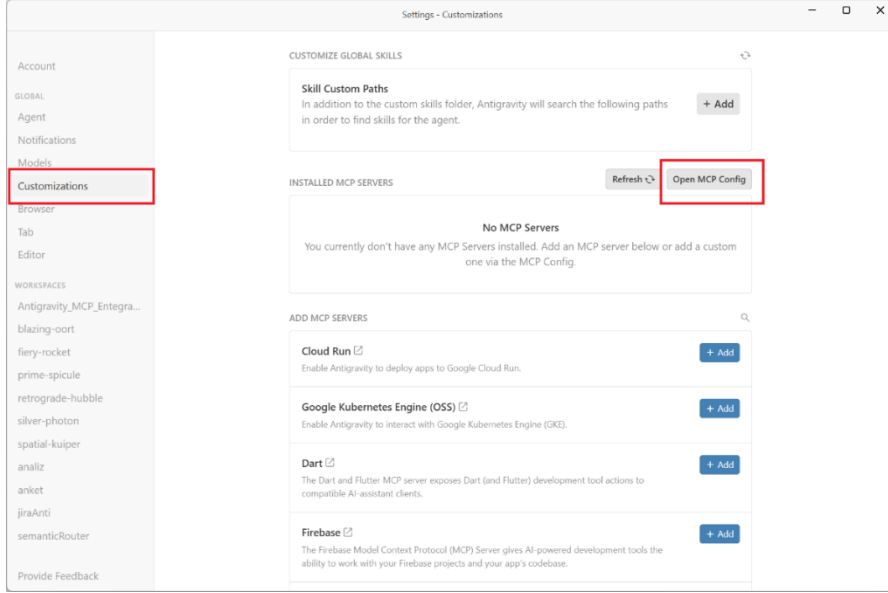 Settings - Customizations
Account
GLOBAL
Agent
Notifications
Models
Customizations
Browser
Tab
Editor
WORKSPACES
Antigravity_MCP_Entegra...
blazing-oort
fiery-rocket
prime-spicule
retrograde-hubble
silver-photon
spatial-kuiper
analiz
anket
jiraAnti
semanticRouter
Provide Feedback
CUSTOMIZE GLOBAL SKILLS
Skill Custom Paths
In addition to the custom skills folder, Antigravity will search the following paths
in order to find skills for the agent.
+ Add
INSTALLED MCP SERVERS
Refresh
Open MCP Config
No MCP Servers
You currently don't have any MCP Servers installed. Add an MCP server below or add a custom
one via the MCP Config.
ADD MCP SERVERS
Cloud Run
Enable Antigravity to deploy apps to Google Cloud Run.
+ Add
Google Kubernetes Engine (OSS)
Enable Antigravity to interact with Google Kubernetes Engine (GKE).
+ Add
Dart
The Dart and Flutter MCP server exposes Dart (and Flutter) development tool actions to
compatible AI-assistant clients.
+ Add
Firebase
The Firebase Model Context Protocol (MCP) Server gives AI-powered development tools the
ability to work with your Firebase projects and your app's codebase.
+ Add